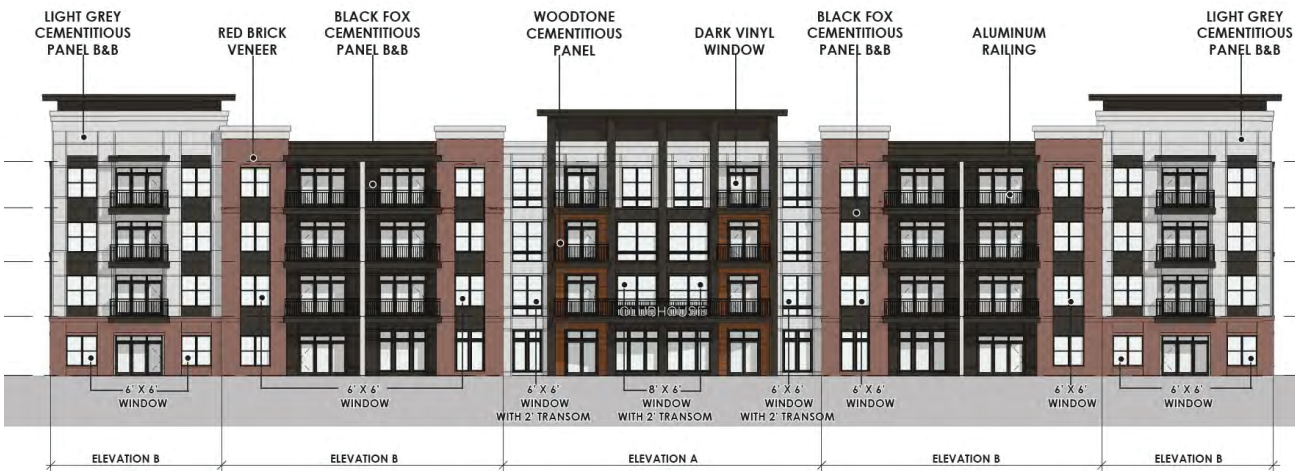 LIGHT GREY
CEMENTITIOUS
PANEL B&B
RED BRICK
VENEER
BLACK FOX
CEMENTITIOUS
PANEL B&B
WOODTONE
CEMENTITIOUS
PANEL
DARK VINYL
WINDOW
BLACK FOX
CEMENTITIOUS
PANEL B&B
ALUMINUM
RAILING
LIGHT GREY
CEMENTITIOUS
PANEL B&B
CLUBHOUSE
6' X 6'
WINDOW
6' X 6'
WINDOW
6' X 6'
WINDOW
WITH 2' TRANSOM
8' X 6'
WINDOW
WITH 2' TRANSOM
6' X 6'
WINDOW
WITH 2' TRANSOM
6' X 6'
WINDOW
6' X 6'
WINDOW
6' X 6'
WINDOW
ELEVATION B
ELEVATION B
ELEVATION A
ELEVATION B
ELEVATION B